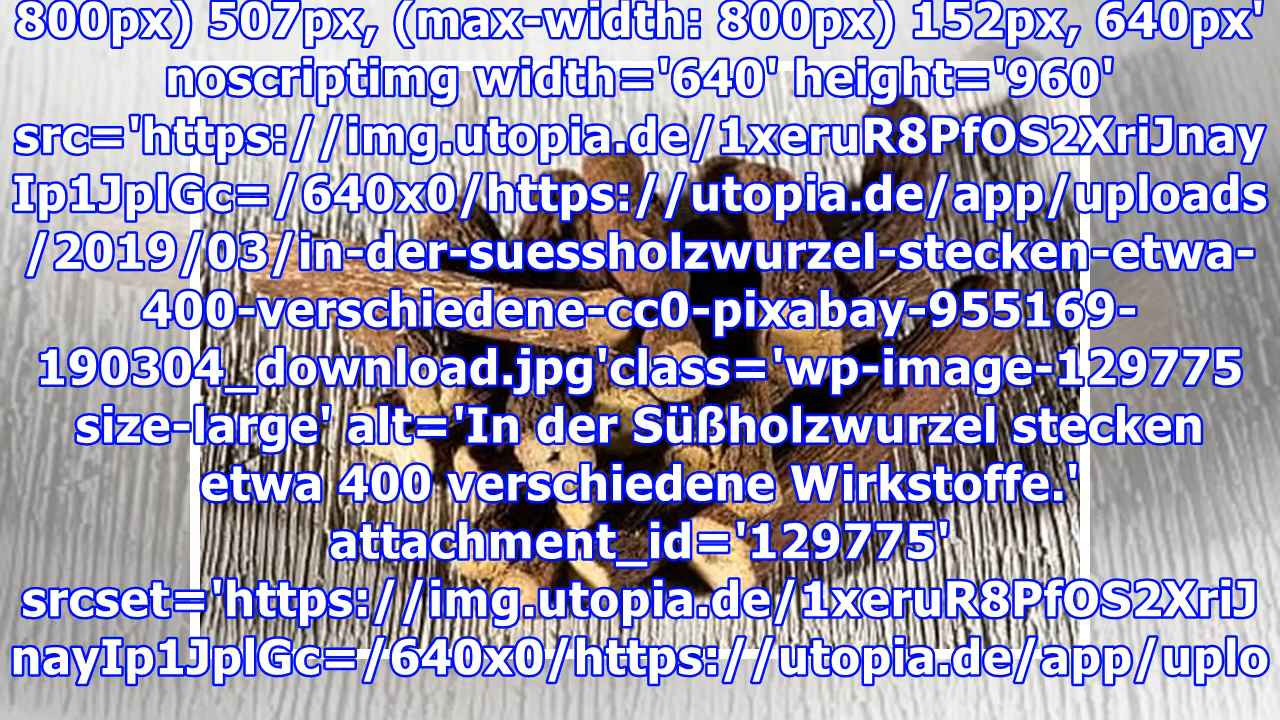 800px) 507px, (max-width: 800px) 152px, 640px'
noscriptimg width='640' height='960'
src='https://img.utopia.de/1xeruR8PfOS2XriJnay
Ip1JplGc=/640x0/https://utopia.de/app/uploads
/2019/03/in-der-suessholzwurzel-stecken-etwa-
400-verschiedene-cc0-pixabay-955169-
190304_download.jpg'class='wp-image-129775
size-large' alt='In der Süßholzwurzel stecken
etwa 400 verschiedene Wirkstoffe.'
attachment_id='129775'
srcset='https://img.utopia.de/1xeruR8PfOS2XriJ
nayIp1JplGc=/640x0/https://utopia.de/app/uplo